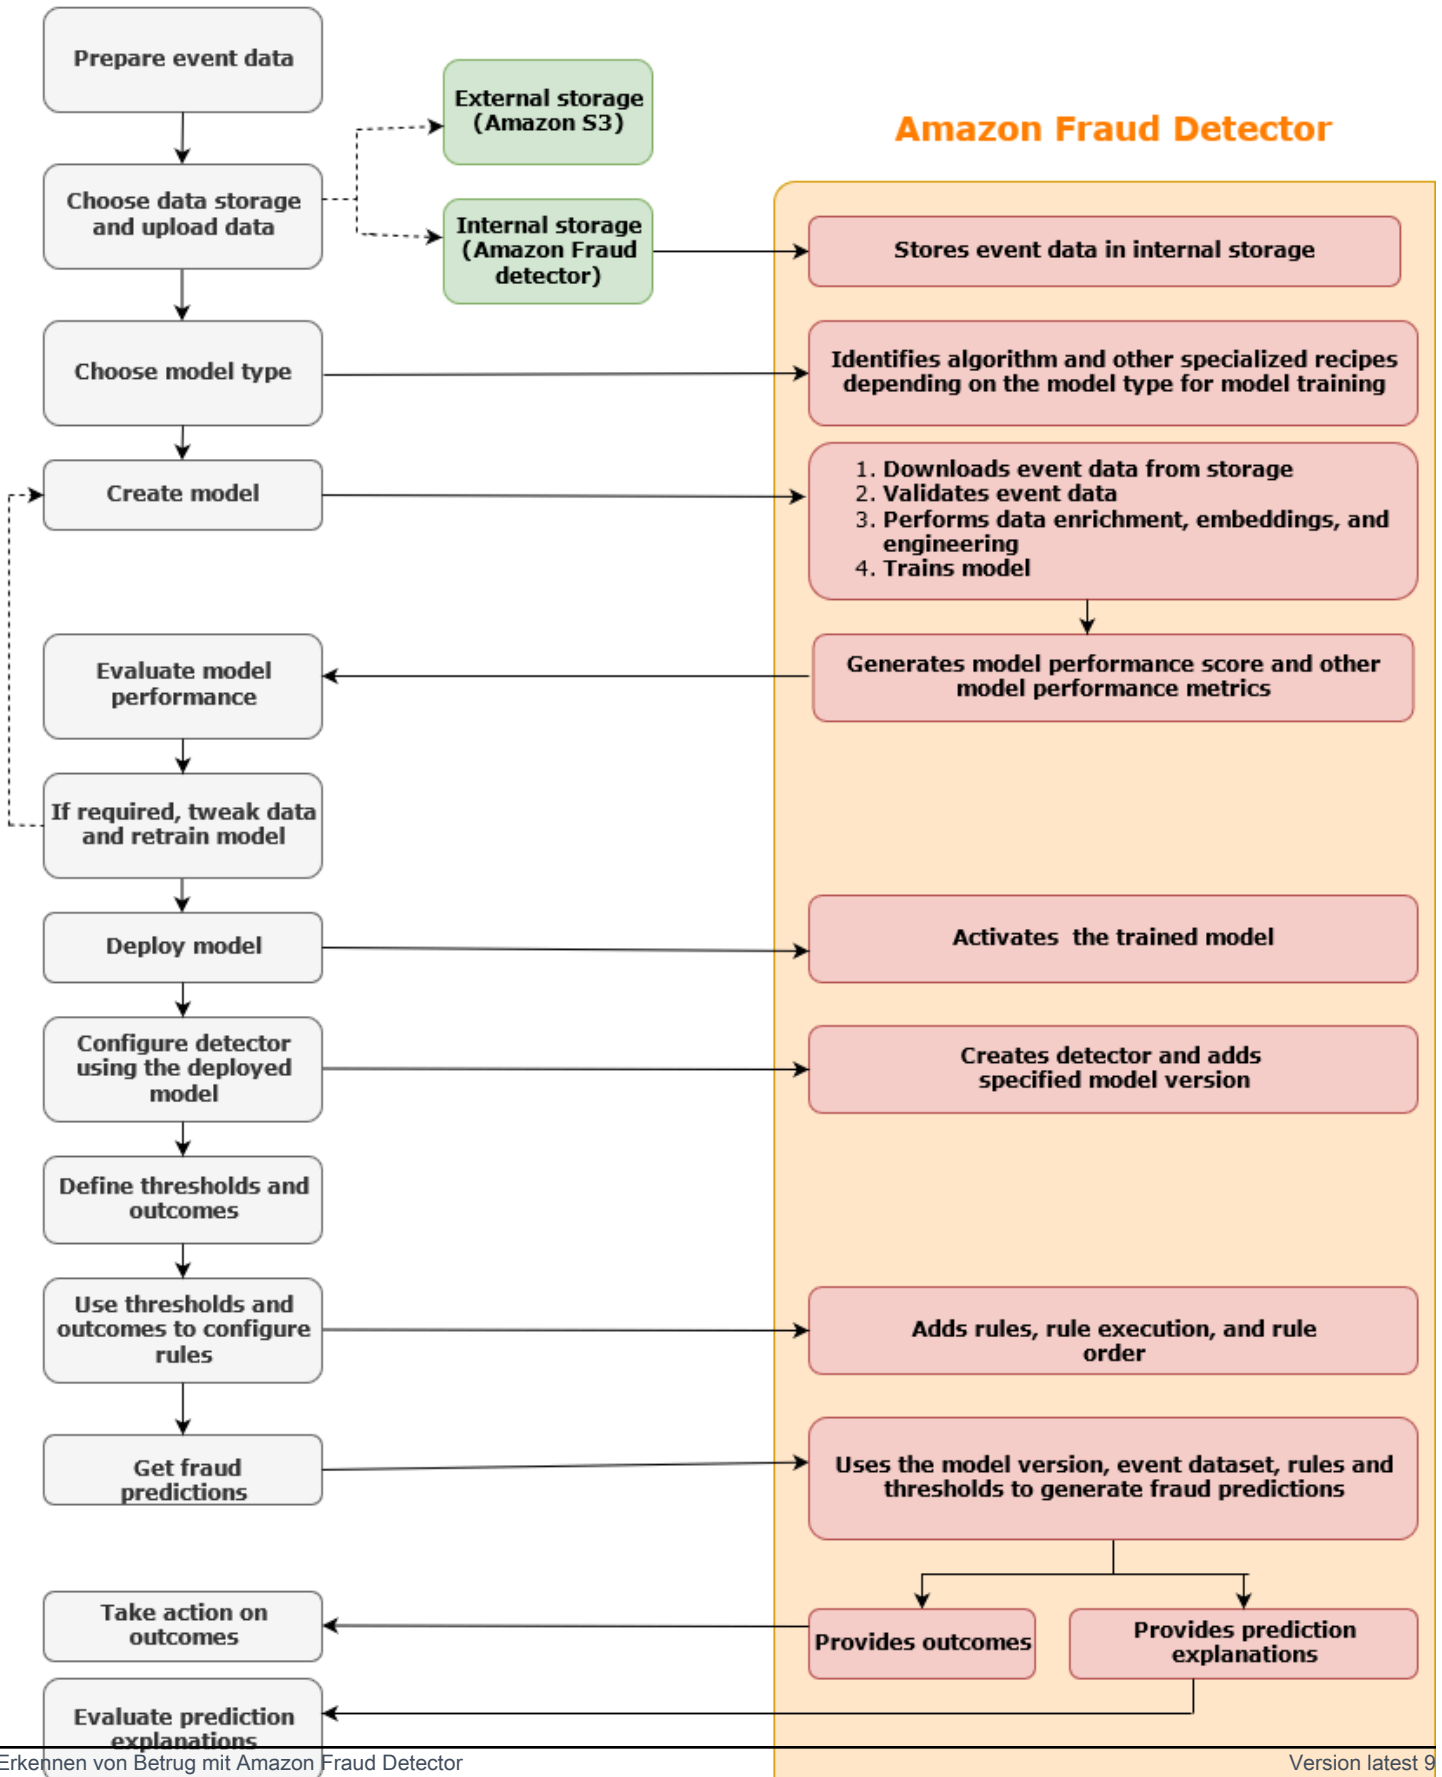 Prepare event data
External storage
(Amazon S3)
Amazon Fraud Detector
Choose data storage
and upload data
Internal storage
(Amazon Fraud
detector)
Stores event data in internal storage
Choose model type
Identifies algorithm and other specialized recipes
depending on the model type for model training
Create model
1. Downloads event data from storage
2. Validates event data
3. Performs data enrichment, embeddings, and
engineering
4. Trains model
Evaluate model
performance
Generates model performance score and other
model performance metrics
If required, tweak data
and retrain model
Deploy model
Activates the trained model
Configure detector
using the deployed
model
Creates detector and adds
specified model version
Define thresholds and
outcomes
Use thresholds and
outcomes to configure
rules
Adds rules, rule execution, and rule
order
Get fraud
predictions
Uses the model version, event dataset, rules and
thresholds to generate fraud predictions
Take action on
outcomes
Provides outcomes
Provides prediction
explanations
Evaluate prediction
explanations
Erkennen von Betrug mit Amazon Fraud Detector
Version latest 9